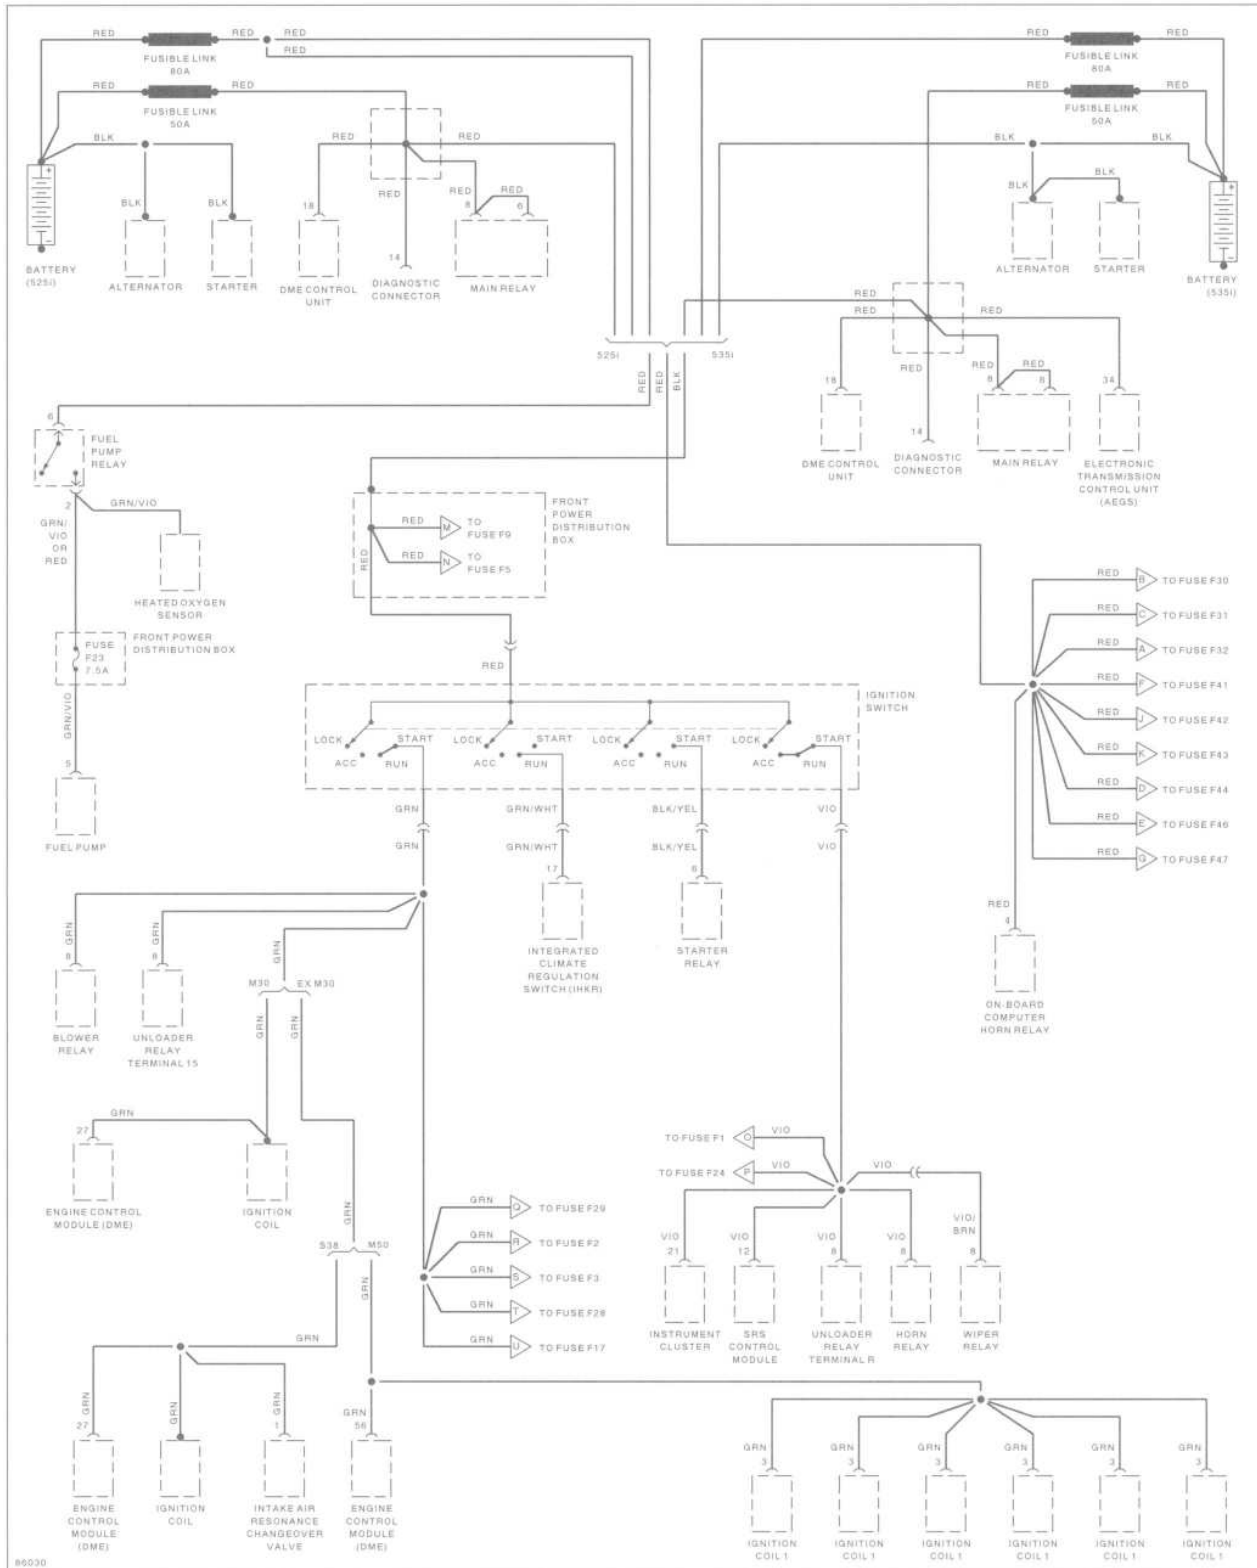 RED
RED
RED
FUSIBLE LINK
80A
RED
RED
FUSIBLE LINK
50A
BLK
RED
RED
BLK
BLK
RED
18
RED
8
RED
6
14
BATTERY
(525i)
ALTERNATOR
STARTER
DME CONTROL
UNIT
DIAGNOSTIC
CONNECTOR
MAIN RELAY
RED
RED
FUSIBLE LINK
80A
RED
RED
FUSIBLE LINK
50A
BLK
BLK
BLK
BLK
ALTERNATOR
STARTER
BATTERY
(535i)
RED
RED
RED
525i
535i
RED
RED
BLK
18
RED
RED
8
RED
6
34
14
DME CONTROL
UNIT
DIAGNOSTIC
CONNECTOR
MAIN RELAY
ELECTRONIC
TRANSMISSION
CONTROL UNIT
(AEGS)
6
FUEL
PUMP
RELAY
2
GRN/VIO
GRN/
VIO
OR
RED
HEATED OXYGEN
SENSOR
FUSE
F23
7.5A
FRONT POWER
DISTRIBUTION BOX
GRN/VIO
5
FUEL PUMP
FRONT
POWER
DISTRIBUTION
BOX
RED
M
TO
FUSE F9
RED
N
TO
FUSE F5
RED
RED
IGNITION
SWITCH
LOCK
ACC
RUN
START
LOCK
ACC
RUN
START
LOCK
ACC
RUN
START
LOCK
ACC
RUN
START
GRN
GRN/WHT
BLK/YEL
VIO
GRN
GRN/WHT
BLK/YEL
VIO
17
6
INTEGRATED
CLIMATE
REGULATION
SWITCH (IHKR)
STARTER
RELAY
RED
B
TO FUSE F30
RED
C
TO FUSE F31
RED
A
TO FUSE F32
RED
F
TO FUSE F41
RED
J
TO FUSE F42
RED
K
TO FUSE F43
RED
D
TO FUSE F44
RED
E
TO FUSE F46
RED
G
TO FUSE F47
RED
4
ON-BOARD
COMPUTER
HORN RELAY
GRN
8
GRN
8
GRN
BLOWER
RELAY
UNLOADER
RELAY
TERMINAL 15
M30
EX M30
GRN
GRN
GRN
27
ENGINE CONTROL
MODULE (DME)
IGNITION
COIL
GRN
S38
M50
GRN
GRN
Q
TO FUSE F29
GRN
R
TO FUSE F2
GRN
S
TO FUSE F3
GRN
T
TO FUSE F28
GRN
U
TO FUSE F17
TO FUSE F1
O
VIO
TO FUSE F24
P
VIO
VIO
VIO
21
VIO
12
VIO
8
VIO
8
VIO/
BRN
8
INSTRUMENT
CLUSTER
SRS
CONTROL
MODULE
UNLOADER
RELAY
TERMINAL R
HORN
RELAY
WIPER
RELAY
GRN
GRN
27
GRN
GRN
1
GRN
56
ENGINE
CONTROL
MODULE
(DME)
IGNITION
COIL
INTAKE AIR
RESONANCE
CHANGEOVER
VALVE
ENGINE
CONTROL
MODULE
(DME)
GRN
3
GRN
3
GRN
3
GRN
3
GRN
3
GRN
3
IGNITION
COIL 1
IGNITION
COIL 1
IGNITION
COIL 1
IGNITION
COIL 1
IGNITION
COIL 1
IGNITION
COIL 1
86030